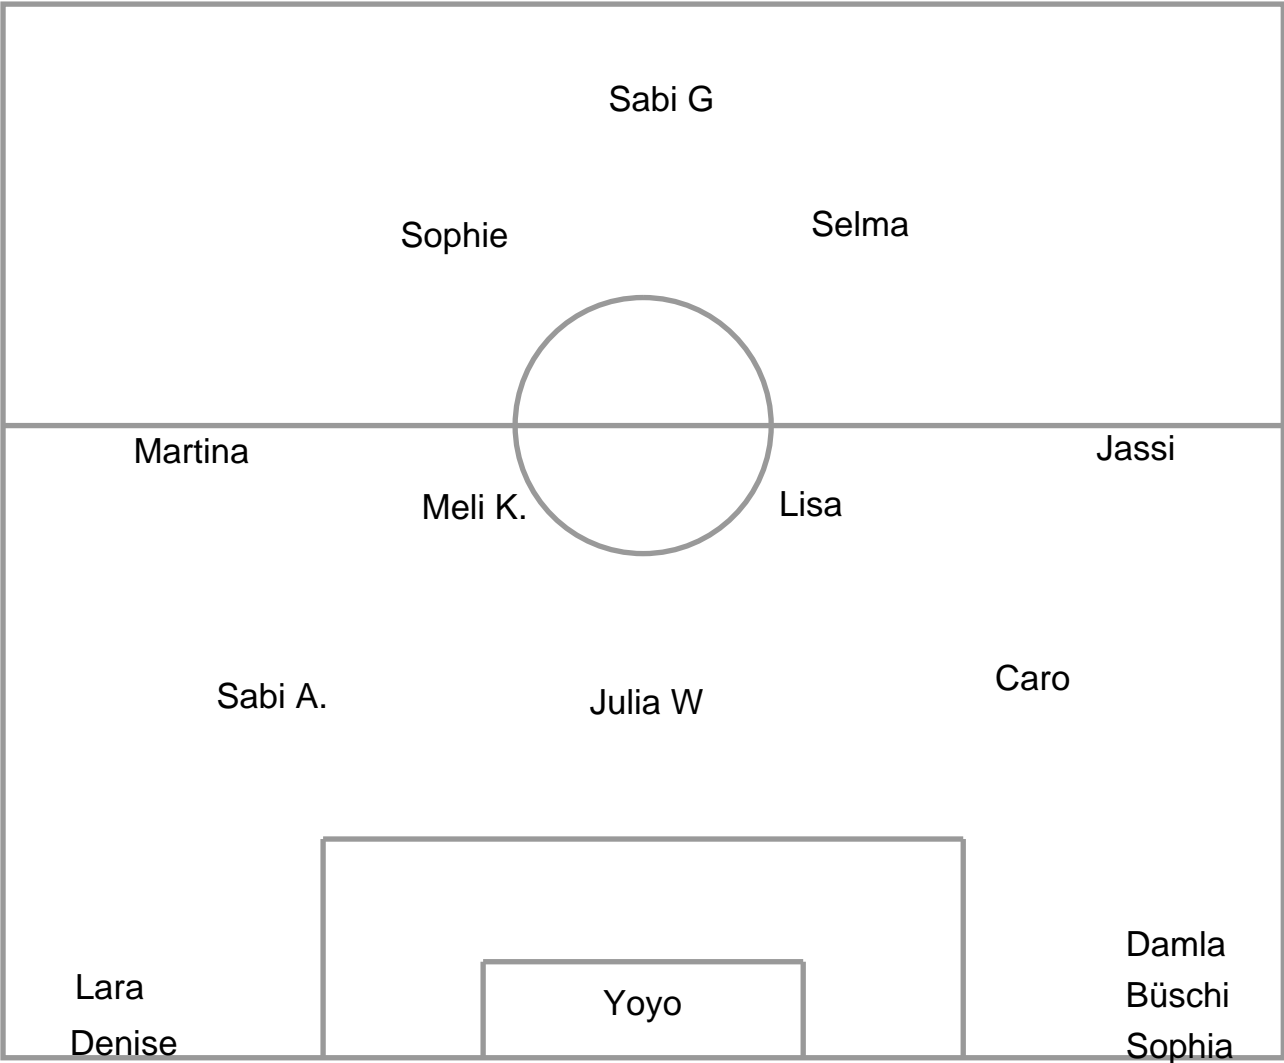 Sabi G
Sophie
Selma
Martina
Jassi
Meli K.
Lisa
Sabi A.
Julia W
Caro
Damla
Lara
Büschi
Yoyo
Denise
Sophia